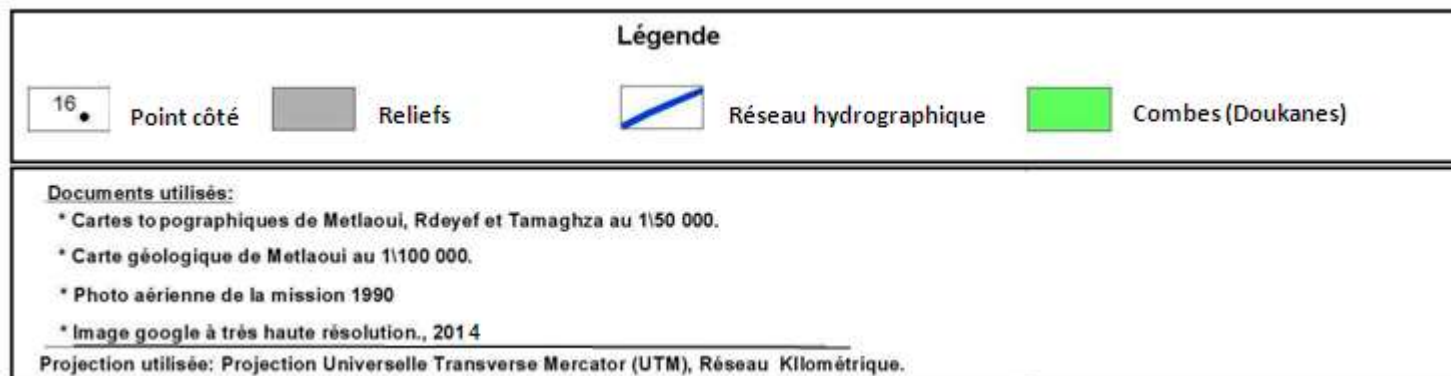 Légende
16 Point côté Reliefs Réseau hydrographique Combes (Doukanes)
Documents utilisés:
* Cartes topographiques de Metlaoui, Rdeyef et Tamaghza au 1\50 000.
* Carte géologique de Metlaoui au 1\100 000.
* Photo aérienne de la mission 1990
* Image google à très haute résolution., 2014
Projection utilisée: Projection Universelle Transverse Mercator (UTM), Réseau KIlométrique.